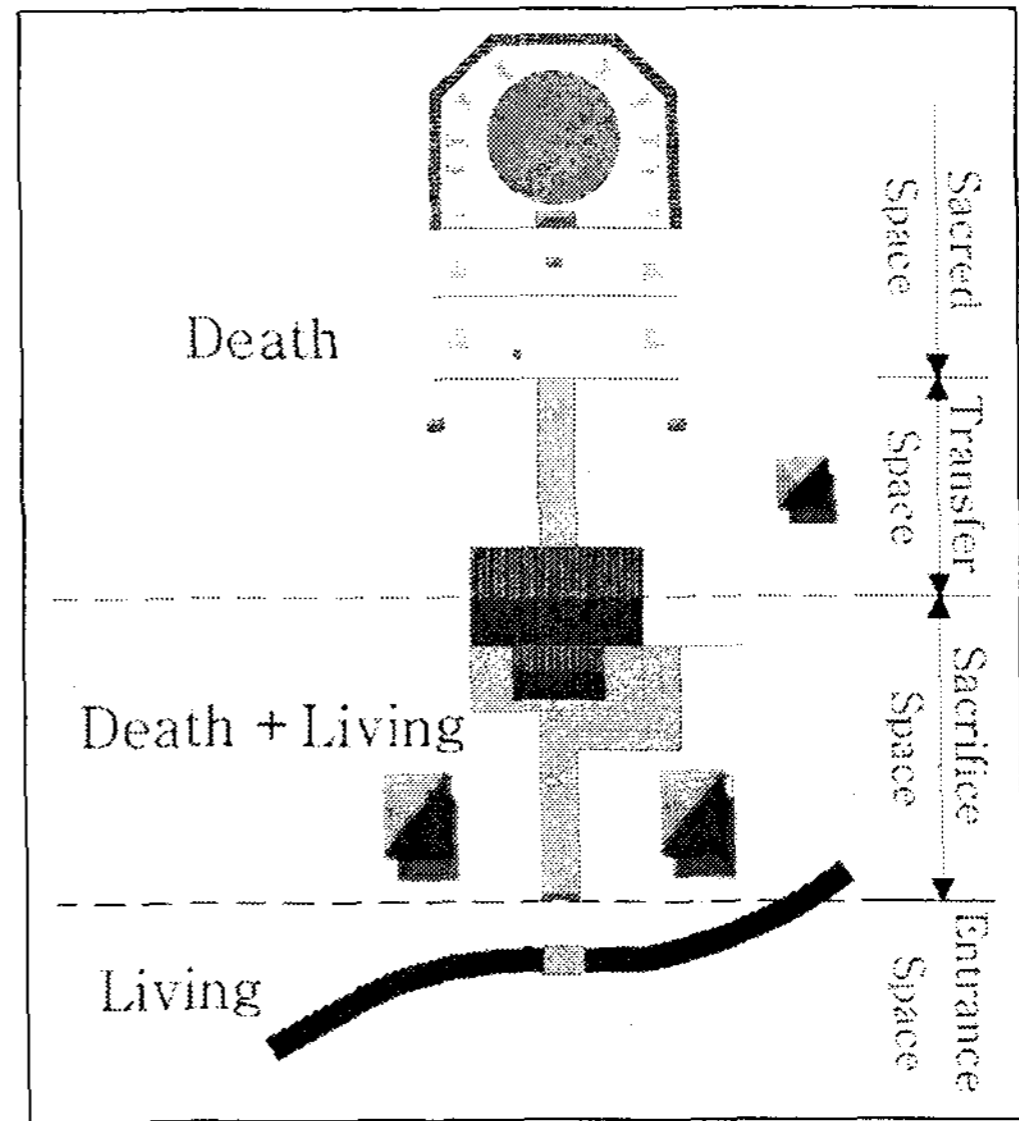 Sacred
Space
Death
Transfer
Space
Death + Living
Sacrifice
Space
Living
Entrance
Space